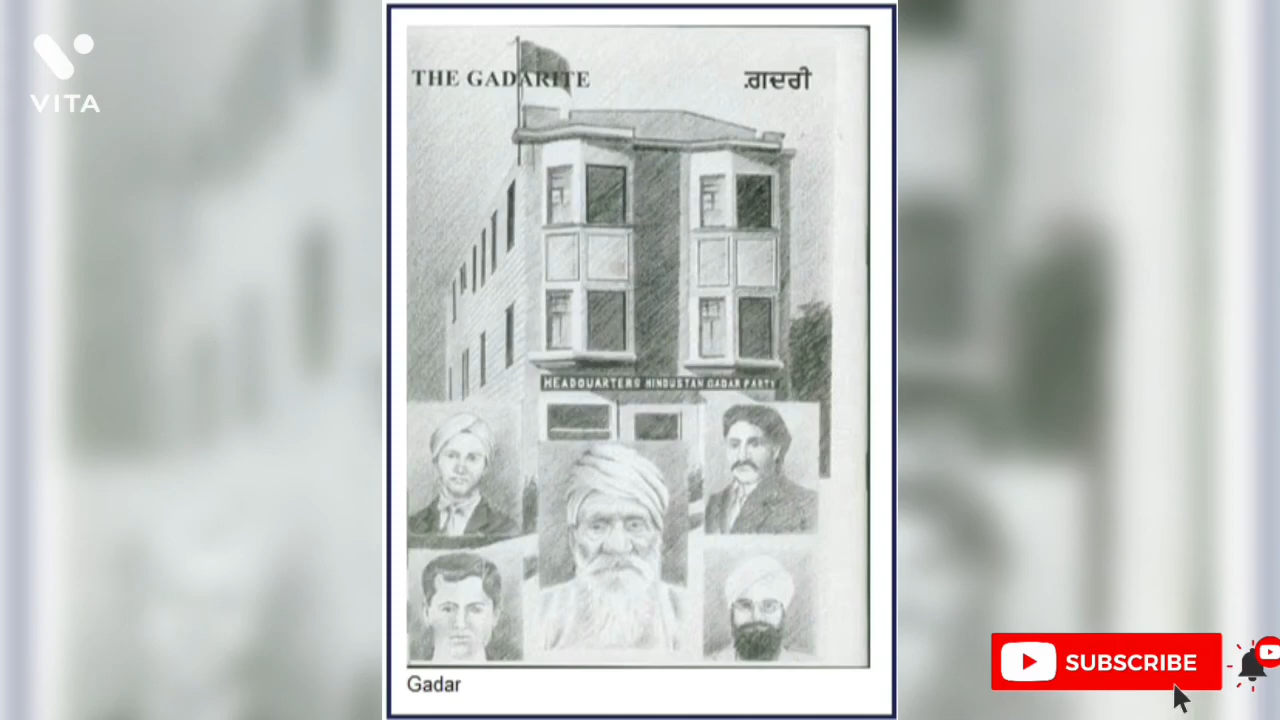 VITA
THE GADARITE
ਗ਼ਦਰੀ
HEADQUARTERS HINDUSTAN GADAR PARTY
Gadar
SUBSCRIBE